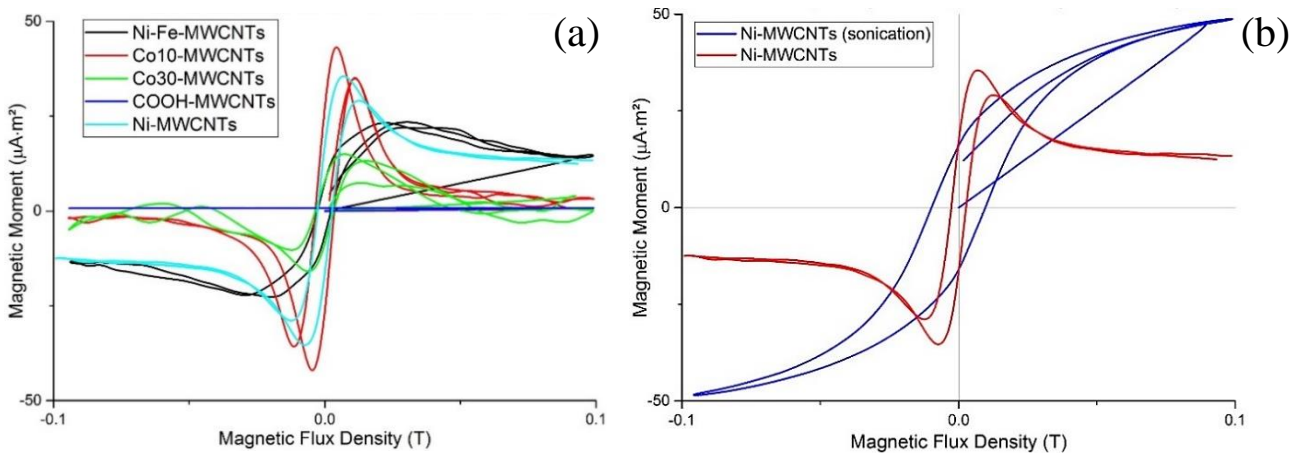 (a)
Ni-Fe-MWCNTs
Co10-MWCNTs
Co30-MWCNTs
COOH-MWCNTs
Ni-MWCNTs
50
0
-50
-0.1
0.0
0.1
Magnetic Moment (μA·m²)
Magnetic Flux Density (T)
(b)
Ni-MWCNTs (sonication)
Ni-MWCNTs
50
0
-50
-0.1
0.0
0.1
Magnetic Moment (μA·m²)
Magnetic Flux Density (T)